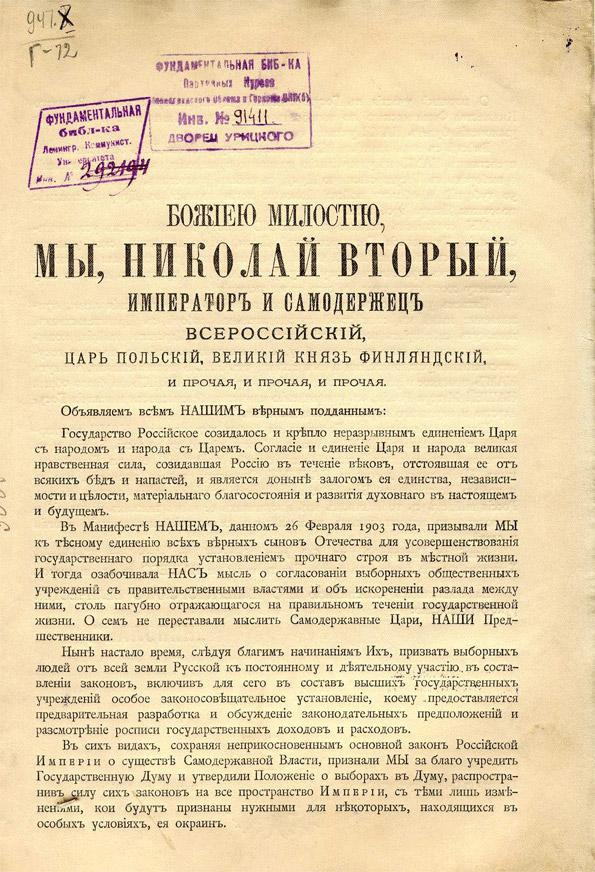 947.X
Г-72
ФУНДАМЕНТАЛЬНАЯ БИБ-КА
Партийных Курсов
Инв. № 91411.
ДВОРЕЦ УРИЦКОГО
ФУНДАМЕНТАЛЬНАЯ
библ-ка
Ленингр. Коммунист.
Университета
Инв. №
БОЖІЕЮ МИЛОСТІЮ,
МЫ, НИКОЛАЙ ВТОРЫЙ,
ИМПЕРАТОРЪ И САМОДЕРЖЕЦЪ
ВСЕРОССІЙСКІЙ,
ЦАРЬ ПОЛЬСКІЙ, ВЕЛИКІЙ КНЯЗЬ ФИНЛЯНДСКІЙ,
И ПРОЧАЯ, И ПРОЧАЯ, И ПРОЧАЯ.
Объявляемъ всѣмъ НАШИМЪ вѣрнымъ подданнымъ:
Государство Россійское созидалось и крѣпло неразрывнымъ единеніемъ Царя
съ народомъ и народа съ Царемъ. Согласіе и единеніе Царя и народа великая
нравственная сила, созидавшая Россію въ теченіе вѣковъ, отстоявшая ее отъ
всякихъ бѣдъ и напастей, и является донынѣ залогомъ ея единства, независи-
мости и цѣлости, матеріальнаго благосостоянія и развитія духовнаго въ настоящемъ
и будущемъ.
Въ Манифестѣ НАШЕМЪ, данномъ 26 Февраля 1903 года, призывали МЫ
къ тѣсному единенію всѣхъ вѣрныхъ сыновъ Отечества для усовершенствованія
государственнаго порядка установленіемъ прочнаго строя въ мѣстной жизни.
И тогда озабочивала НАСЪ мысль о согласованіи выборныхъ общественныхъ
учрежденій съ правительственными властями и объ искорененіи разлада между
ними, столь пагубно отражающагося на правильномъ теченіи государственной
жизни. О семъ не переставали мыслить Самодержавные Цари, НАШИ Пред-
шественники.
Нынѣ настало время, слѣдуя благимъ начинаніямъ Ихъ, призвать выборныхъ
людей отъ всей земли Русской къ постоянному и дѣятельному участію въ соста-
вленіи законовъ, включивъ для сего въ составъ высшихъ государственныхъ
учрежденій особое законосовѣщательное установленіе, коему предоставляется
предварительная разработка и обсужденіе законодательныхъ предположеній и
разсмотрѣніе росписи государственныхъ доходовъ и расходовъ.
Въ сихъ видахъ, сохраняя неприкосновеннымъ основной законъ Россійской
Имперіи о существѣ Самодержавной Власти, признали МЫ за благо учредить
Государственную Думу и утвердили Положеніе о выборахъ въ Думу, распростра-
нивъ силу сихъ законовъ на все пространство Имперіи, съ тѣми лишь измѣ-
неніями, кои будутъ признаны нужными для нѣкоторыхъ, находящихся въ
особыхъ условіяхъ, ея окраинъ.